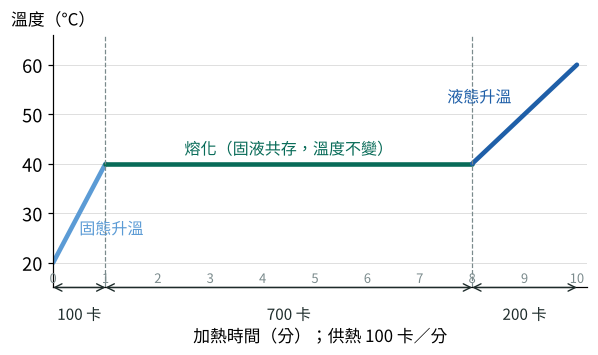 溫度（℃）
60
50
40
30
20
液態升溫
熔化（固液共存，溫度不變）
固態升溫
0 1 2 3 4 5 6 7 8 9 10
100 卡 700 卡 200 卡
加熱時間（分）；供熱 100 卡／分